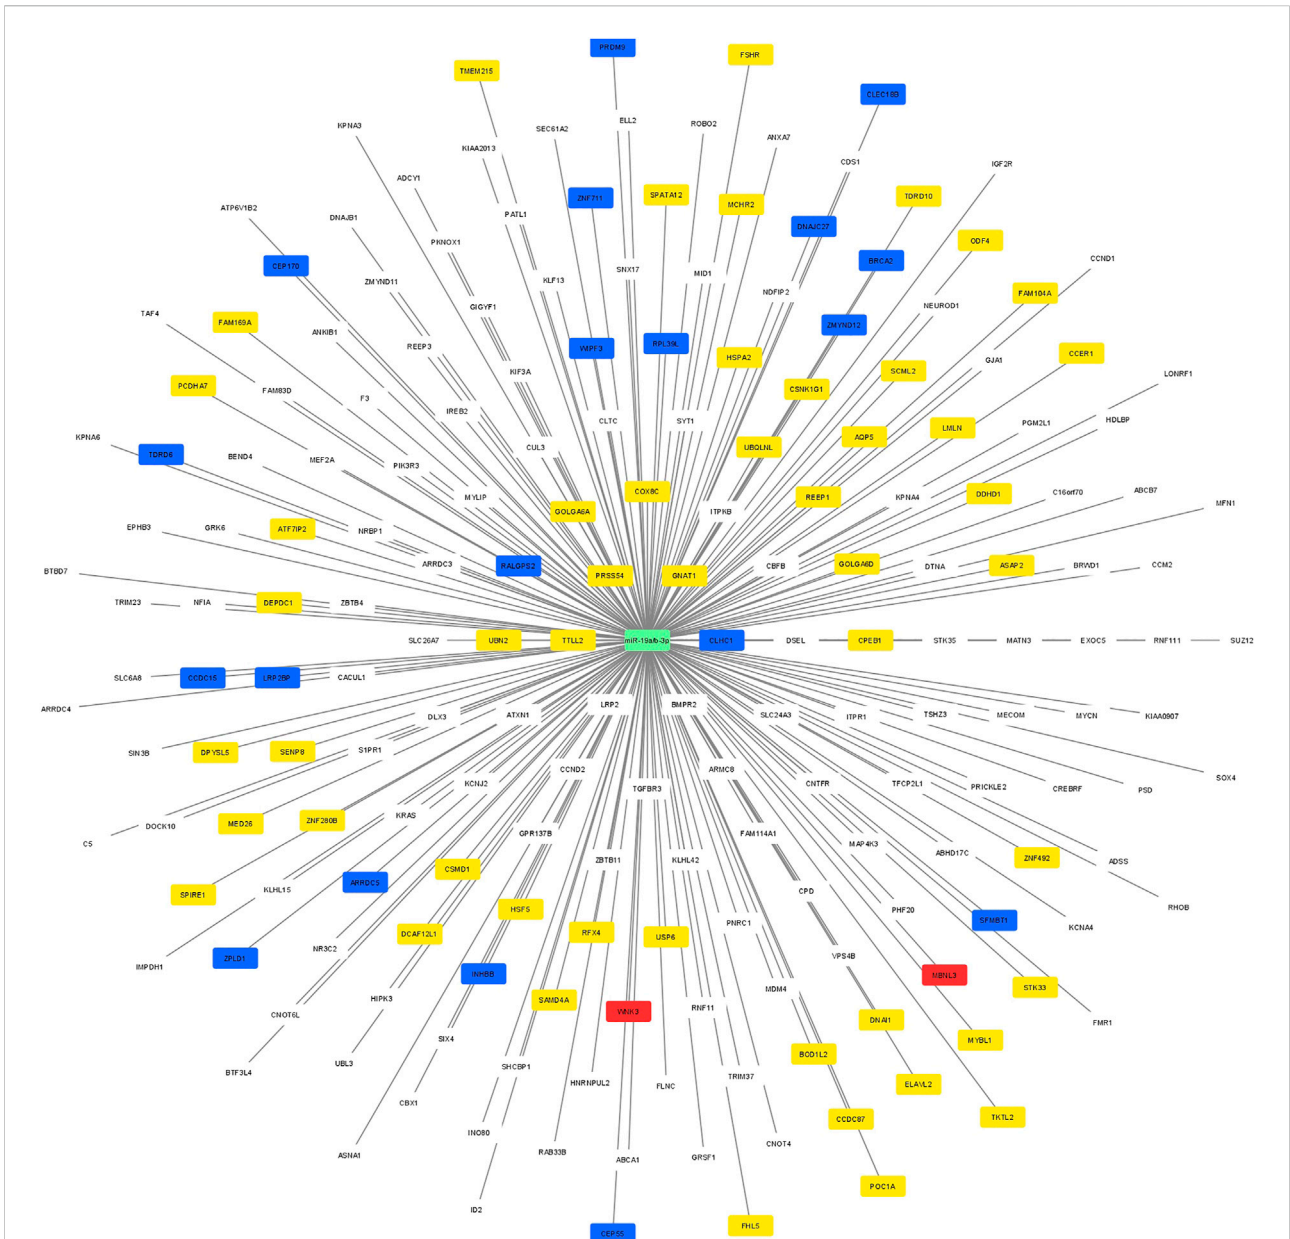 PRDM9
FSHR
TMEM215
CLEC18B
ELL2
ROBO2
KPNA3
SEC61A2
ANXA7
KIAA2013
CDS1
IGF2R
ADCY1
ZNF711
SPATA12
MCHR2
TDRD10
ATP6V1B2
DNAJB1
PATL1
DNAJC27
PKNOX1
ODF4
CEP170
BRCA2
CCND1
SNX17
MID1
ZMYND11
KLF13
NDFIP2
FAM104A
TAF4
GIGYF1
NEUROD1
FAM169A
ZMYND12
ANKIB1
REEP3
WIPF3
RPL39L
HSPA2
CCER1
GJA1
KIF3A
SCML2
LONRF1
PCDHA7
FAM83D
F3
CSNK1G1
IREB2
CLTC
SYT1
PGM2L1
HDLBP
LMLN
KPNA6
AQP5
CUL3
UBQLNL
TDRD6
BEND4
MEF2A
PIK3R3
COX8C
REEP1
KPNA4
DDHD1
C16orf70
ABCB7
MYLIP
MFN1
GOLGA6A
ITPKB
EPHB3
GRK6
ATF7IP2
NRBP1
ARRDC3
RALGPS2
PRSS54
GNAT1
CBFB
GOLGA6D
DTNA
ASAP2
BRWD1
CCM2
BTBD7
TRIM23
NFIA
DEPDC1
ZBTB4
SLC26A7
UBN2
TTLL2
miR-19a/b-3p
CLHC1
DSEL
CPEB1
STK35
MATN3
EXOC5
RNF111
SUZ12
SLC6A8
CCDC15
LRP2BP
CACUL1
ARRDC4
DLX3
ATXN1
LRP2
BMPR2
SLC24A3
ITPR1
TSHZ3
MECOM
MYCN
KIAA0907
SIN3B
DPYSL5
SENP8
S1PR1
KCNJ2
CCND2
TGFBR3
ARMC8
CNTFR
TFCP2L1
PRICKLE2
CREBRF
PSD
SOX4
C5
DOCK10
MED26
ZNF280B
KRAS
GPR137B
FAM114A1
MAP4K3
ABHD17C
ZNF492
ADSS
SPIRE1
KLHL15
ARRDC5
CSMD1
ZBTB11
KLHL42
CPD
PHF20
RHOB
HSF5
PNRC1
SFMBT1
KCNA4
IMPDH1
ZPLD1
NR3C2
DCAF12L1
RFX4
USP6
VPS4B
INHBB
MBNL3
STK33
HIPK3
SAMD4A
MDM4
CNOT6L
WNK3
RNF11
DNAI1
FMR1
SIX4
MYBL1
BTF3L4
UBL3
SHCBP1
BOD1L2
HNRNPUL2
FLNC
TRIM37
ELAVL2
CBX1
CCDC87
TKTL2
INO80
CNOT4
ASNA1
RAB33B
ABCA1
GRSF1
POC1A
ID2
FHL5
CEP55